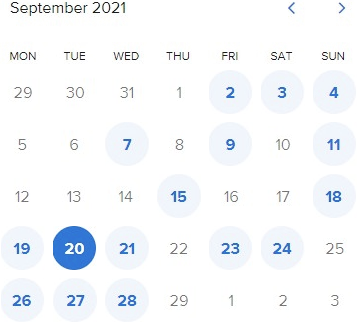 September 2021
MON TUE WED THU FRI SAT SUN
29 30 31 1 2 3 4
5 6 7 8 9 10 11
12 13 14 15 16 17 18
19 20 21 22 23 24 25
26 27 28 29 1 2 3